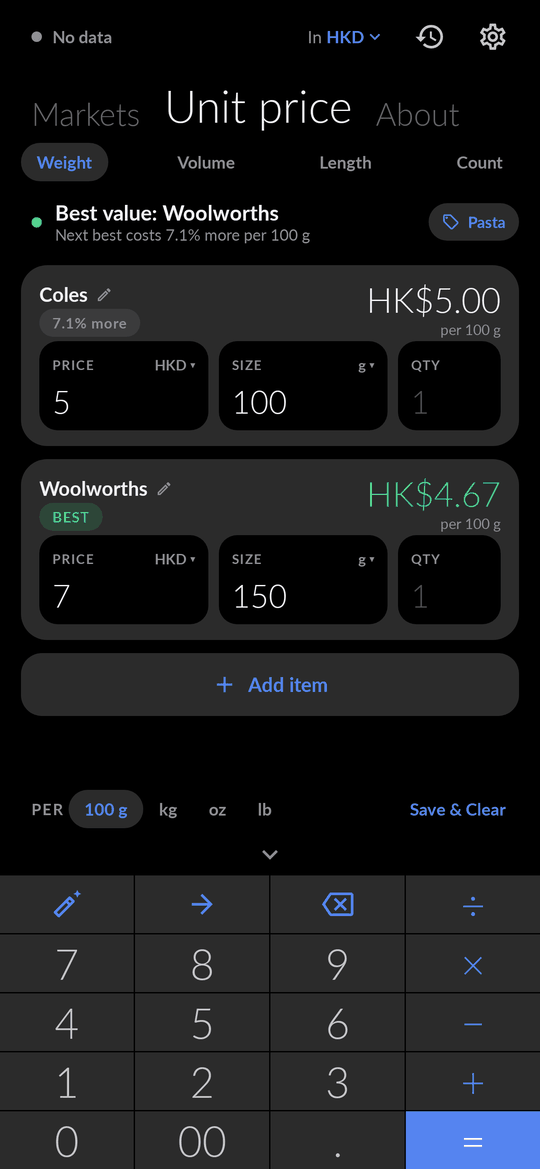 No data
In HKD
Markets Unit price About
Weight Volume Length Count
Best value: Woolworths
Next best costs 7.1% more per 100 g
Pasta
Coles
HK$5.00
7.1% more
per 100 g
PRICE HKD ▾ SIZE g ▾ QTY
5 100 1
Woolworths
HK$4.67
BEST
per 100 g
PRICE HKD ▾ SIZE g ▾ QTY
7 150 1
+ Add item
PER 100 g kg oz lb Save & Clear
÷
7 8 9 ×
4 5 6 −
1 2 3 +
0 00 . =